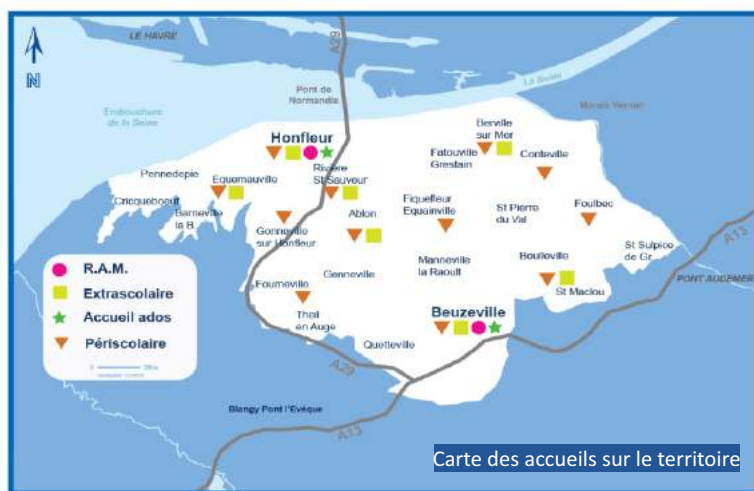 LE HAVRE
A29
La Seine
N
Pont de
Normandie
Embouchure
de la Seine
Marais Vernier
Honfleur
Berville
sur Mer
Pennedepie
Equemauville
Rivière
St Sauveur
Fatouville
Grestain
Conteville
Cricqueboeuf
Barneville
la B.
Gonneville
sur Honfleur
Ablon
Fiquefleur
Equainville
St Pierre
du Val
Foulbec
A13
St Sulpice
de Gr.
R.A.M.
Extrascolaire
Accueil ados
Périscolaire
Genneville
Manneville
la Raoult
Boulleville
PONT AUDEMER
Fourneville
St Maclou
Theil
en Auge
Beuzeville
Quetteville
A29
Blangy Pont l'Evêque
A13
Carte des accueils sur le territoire